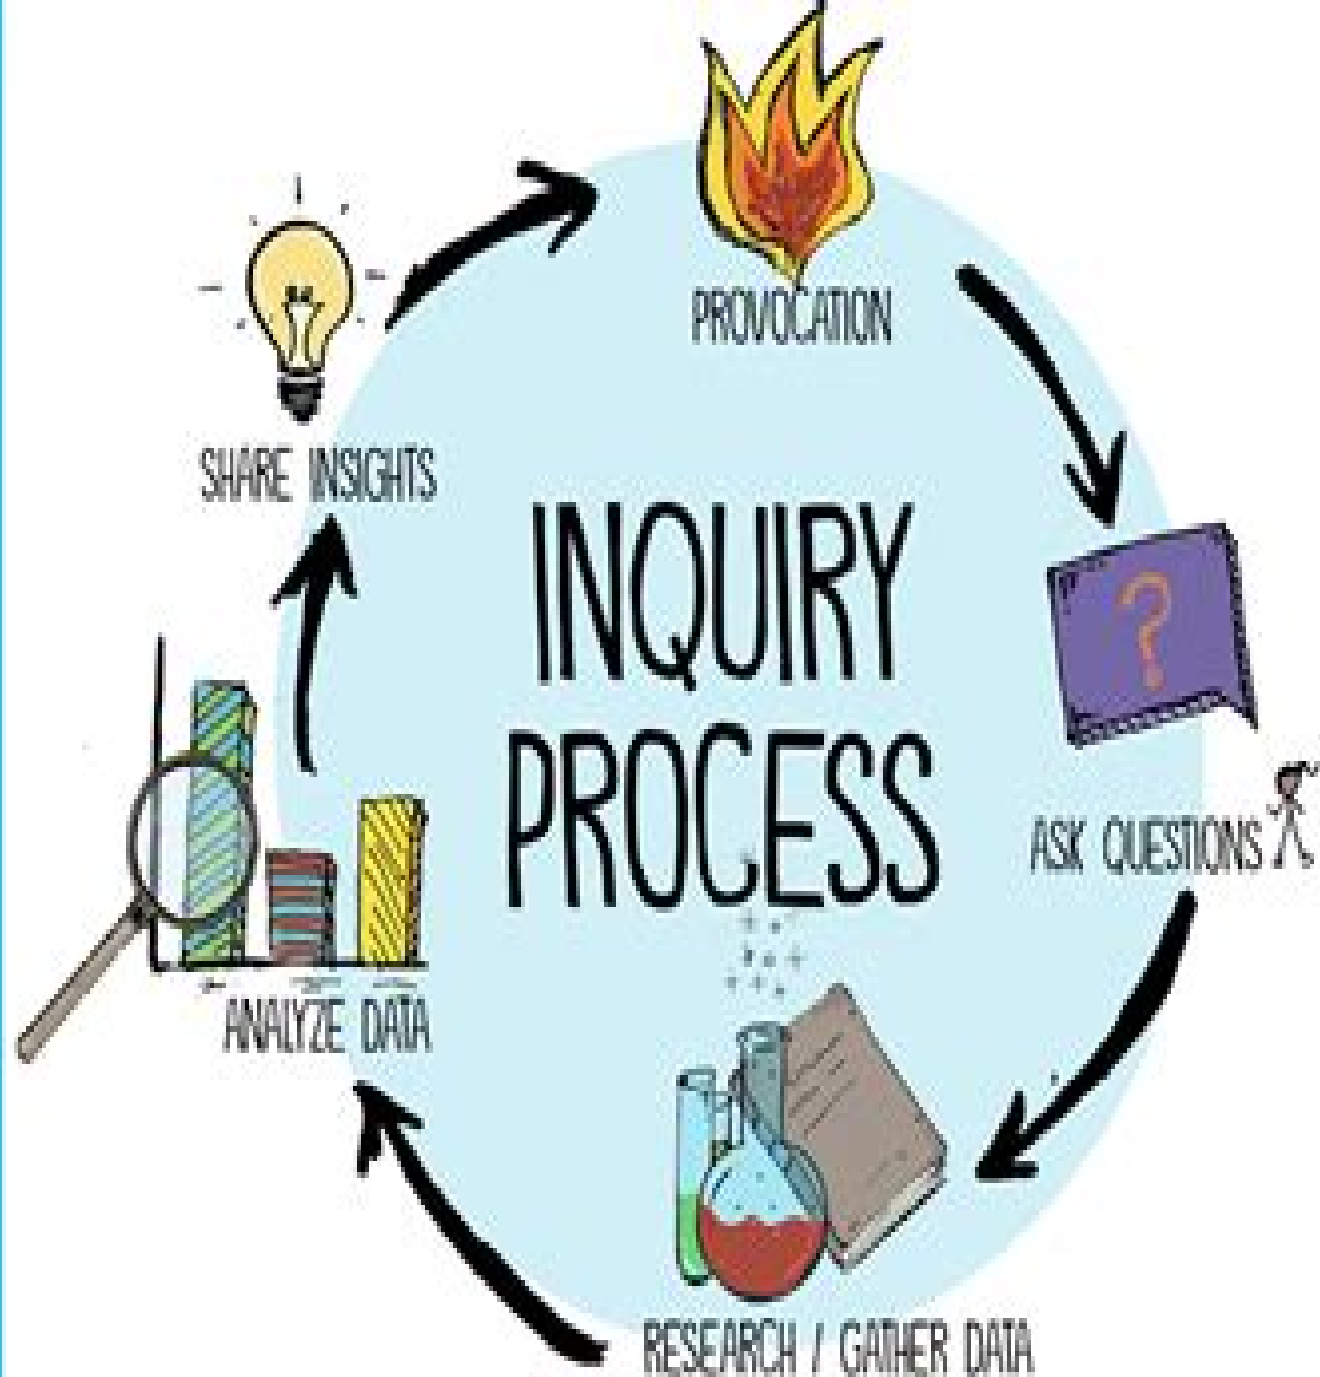 PROVOCATION
SHARE INSIGHTS
INQUIRY
PROCESS
?
ASK QUESTIONS
ANALYZE DATA
RESEARCH / GATHER DATA